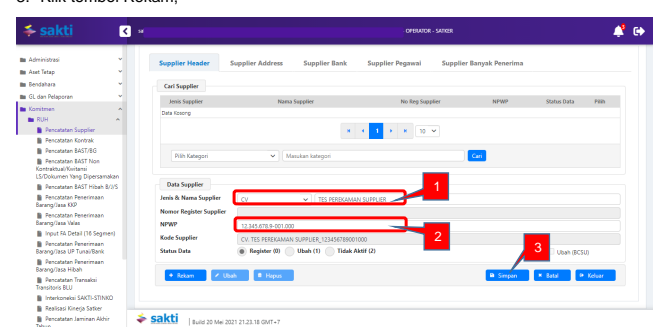 sakti
OPERATOR - SATKER
Administrasi
Aset Tetap
Bendahara
GL dan Pelaporan
Komitmen
RUH
Pencatatan Supplier
Pencatatan Kontrak
Pencatatan BAST/BG
Pencatatan BAST Non
Kontraktual/Kwitansi
LS/Dokumen Yang Dipersamakan
Pencatatan BAST Hibah B/J/S
Pencatatan Penerimaan
Barang/Jasa KKP
Pencatatan Penerimaan
Barang/Jasa Valas
Input FA Detail (16 Segmen)
Pencatatan Penerimaan
Barang/Jasa UP Tunai/Bank
Pencatatan Penerimaan
Barang/Jasa Hibah
Pencatatan Transaksi
Transitoris BLU
Interkoneksi SAKTI-STINKO
Realisasi Kinerja Satker
Pencatatan Jaminan Akhir
Supplier Header Supplier Address Supplier Bank Supplier Pegawai Supplier Banyak Penerima
Cari Supplier
Jenis Supplier Nama Supplier No Reg Supplier NPWP Status Data Pilih
Data Kosong
1 10
Pilih Kategori Masukan kategori Cari
Data Supplier
1
Jenis & Nama Supplier CV TES PEREKAMAN SUPPLIER
Nomor Register Supplier
NPWP 12.345.678.9-001.000
2
Kode Supplier CV. TES PEREKAMAN SUPPLIER_123456789001000
3
Status Data Register (0) Ubah (1) Tidak Aktif (2) Ubah (BCSU)
Rekam Ubah Hapus Simpan Batal Keluar
sakti Build 20 Mei 2021 21.23.18 GMT+7